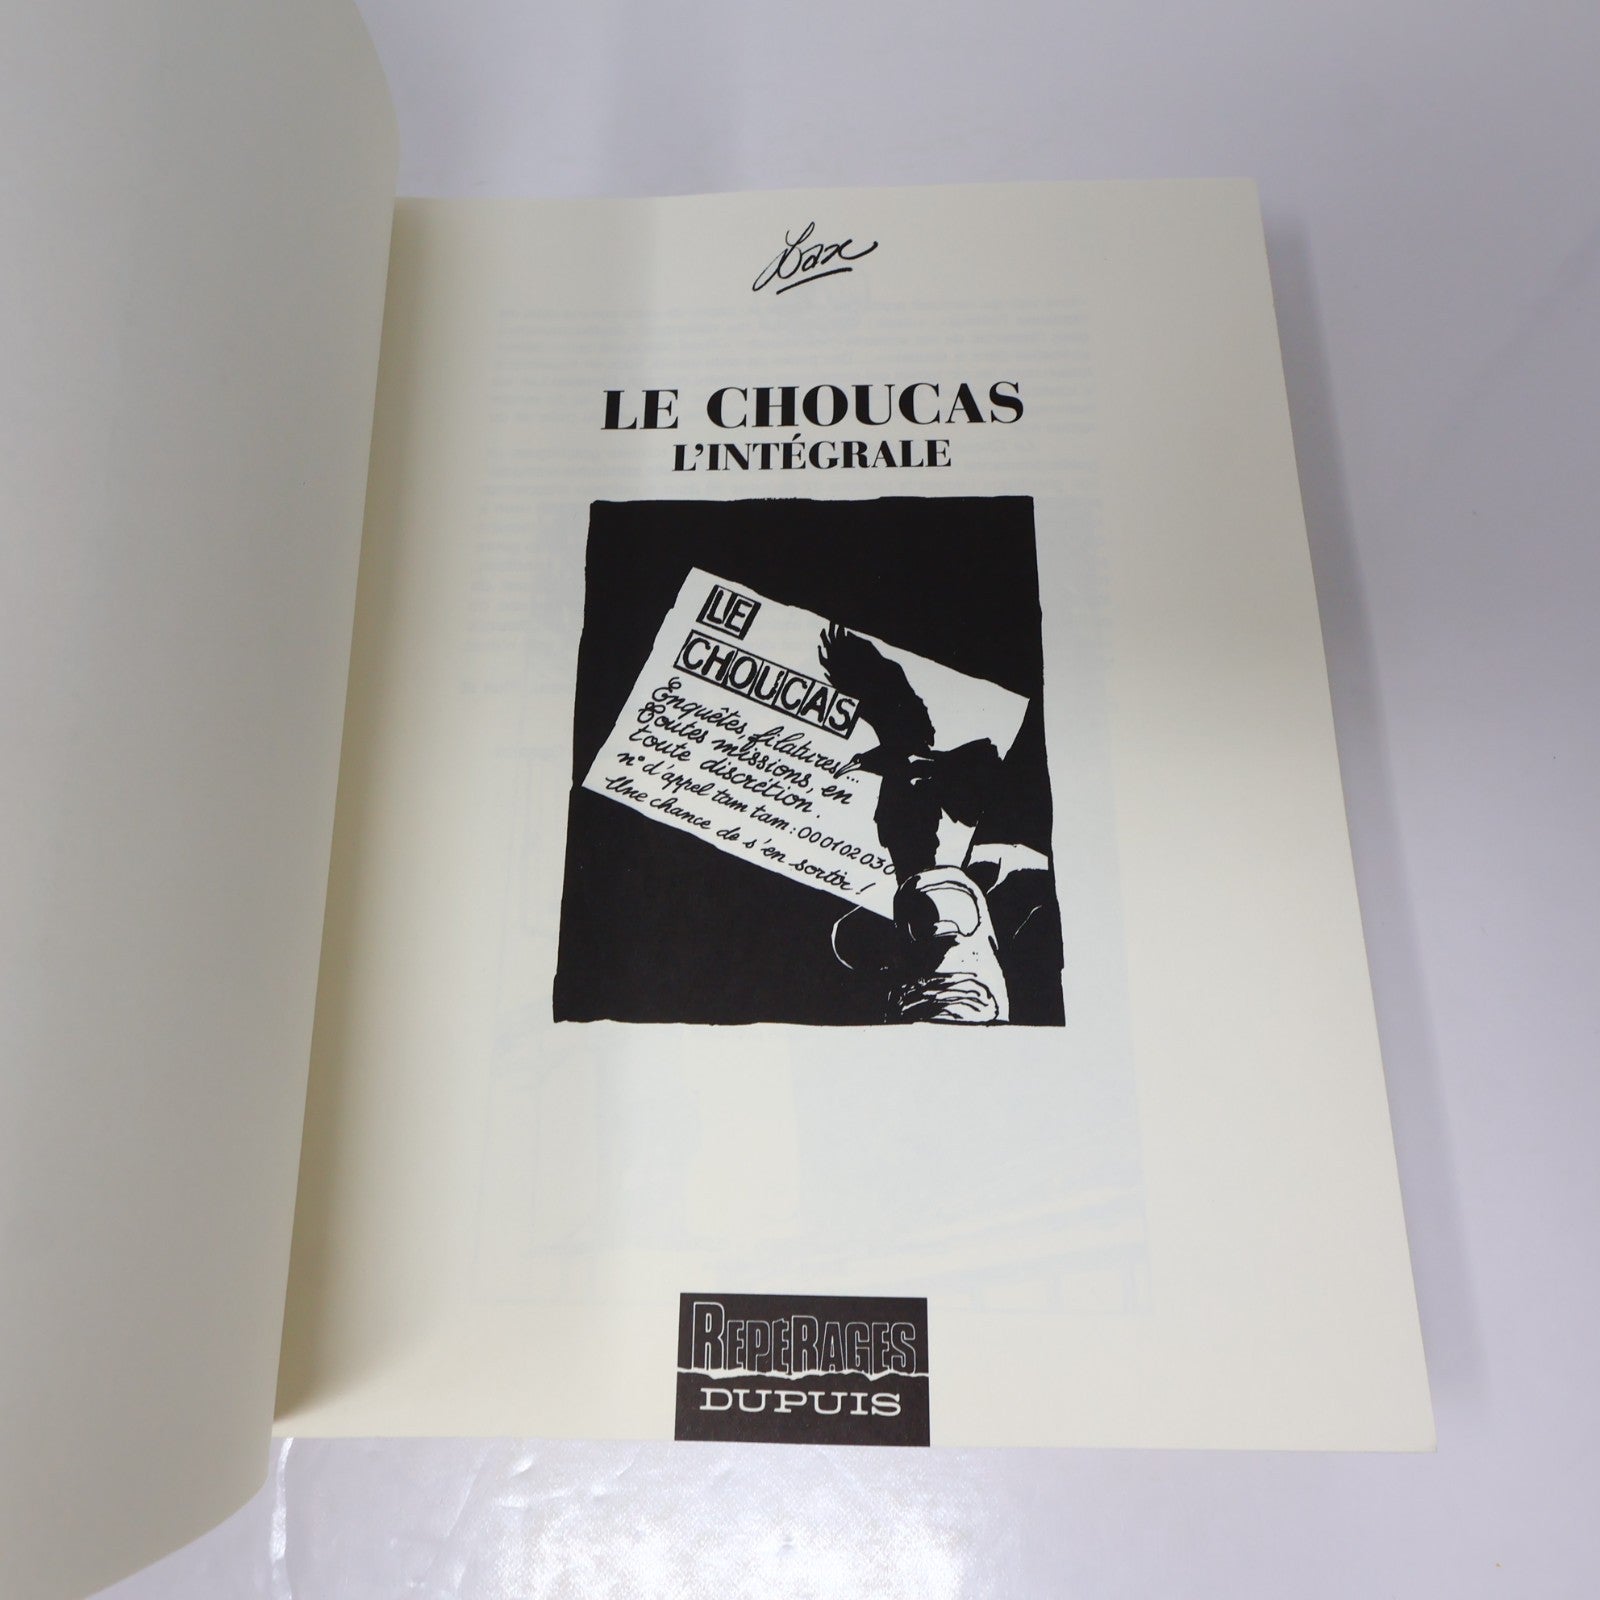 Lax
LE CHOUCAS
L'INTÉGRALE
LE
CHOUCAS
Enquêtes, filatures!...
Toutes missions, en
toute discrétion.
n° d'appel tam tam: 000102030
Une chance de s'en sortir!
REPÉRAGES
DUPUIS